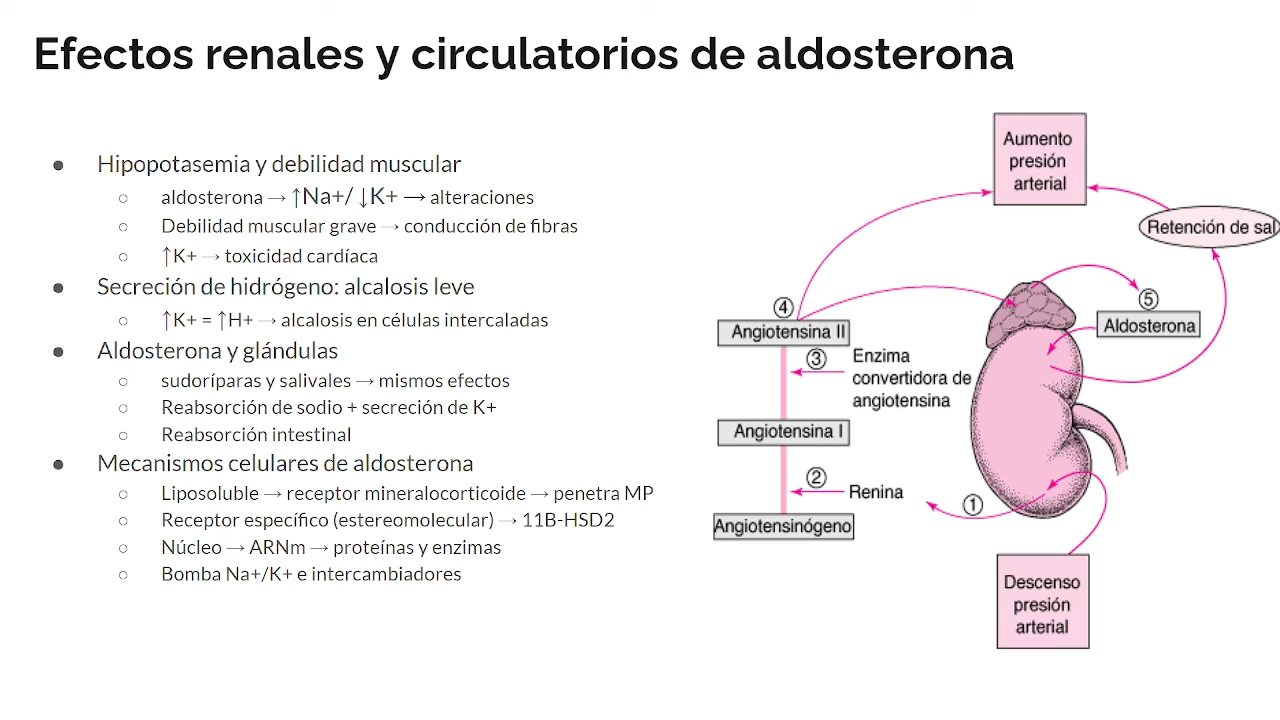 Efectos renales y circulatorios de aldosterona
● Hipopotasemia y debilidad muscular
○ aldosterona → ↑Na+/ ↓K+ → alteraciones
○ Debilidad muscular grave → conducción de fibras
○ ↑K+ → toxicidad cardíaca
● Secreción de hidrógeno: alcalosis leve
○ ↑K+ = ↑H+ → alcalosis en células intercaladas
● Aldosterona y glándulas
○ sudoríparas y salivales → mismos efectos
○ Reabsorción de sodio + secreción de K+
○ Reabsorción intestinal
● Mecanismos celulares de aldosterona
○ Liposoluble → receptor mineralocorticoide → penetra MP
○ Receptor específico (estereomolecular) → 11B-HSD2
○ Núcleo → ARNm → proteínas y enzimas
○ Bomba Na+/K+ e intercambiadores
Aumento
presión
arterial
Retención de sal
④
Angiotensina II
⑤
Aldosterona
③
Enzima
convertidora de
angiotensina
Angiotensina I
②
Renina
①
Angiotensinógeno
Descenso
presión
arterial